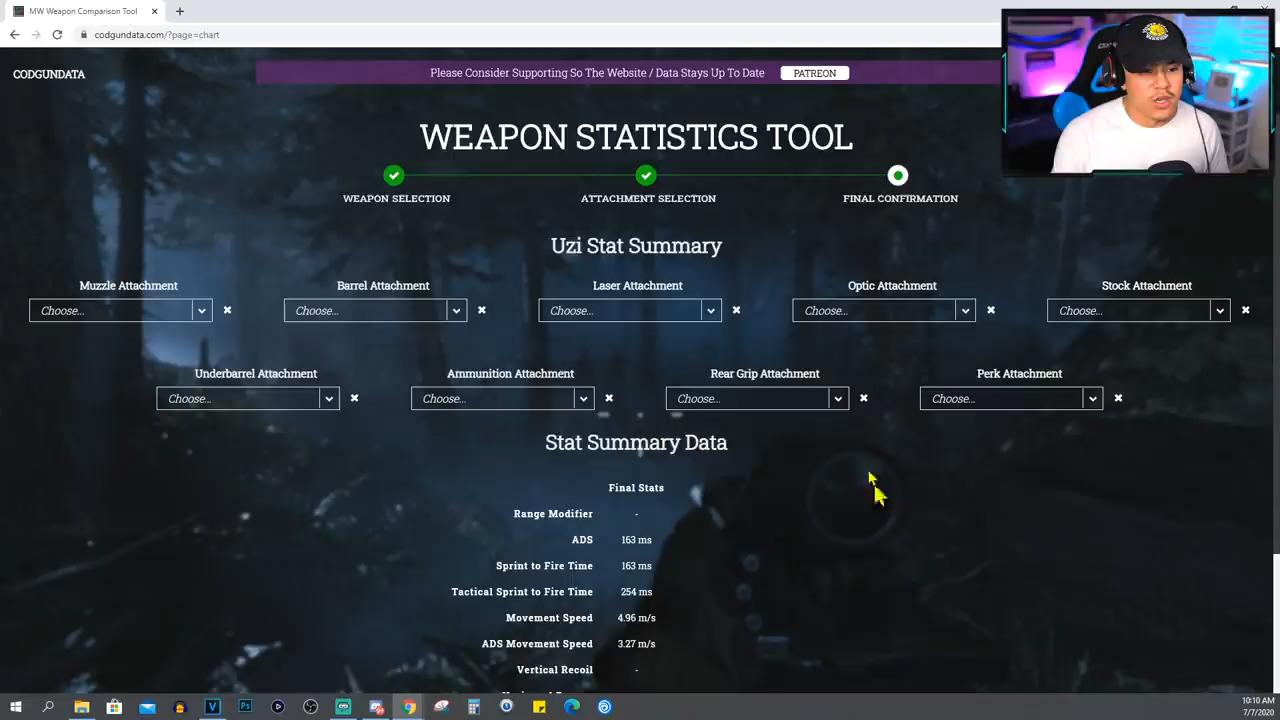 MW Weapon Comparison Tool
codgundata.com/?page=chart
CODGUNDATA
Please Consider Supporting So The Website / Data Stays Up To Date PATREON
WEAPON STATISTICS TOOL
WEAPON SELECTION ATTACHMENT SELECTION FINAL CONFIRMATION
Uzi Stat Summary
Muzzle Attachment Barrel Attachment Laser Attachment Optic Attachment Stock Attachment
Choose... Choose... Choose... Choose... Choose...
Underbarrel Attachment Ammunition Attachment Rear Grip Attachment Perk Attachment
Choose... Choose... Choose... Choose...
Stat Summary Data
Final Stats
Range Modifier -
ADS 163 ms
Sprint to Fire Time 163 ms
Tactical Sprint to Fire Time 254 ms
Movement Speed 4.96 m/s
ADS Movement Speed 3.27 m/s
Vertical Recoil -
10:10 AM
7/7/2020